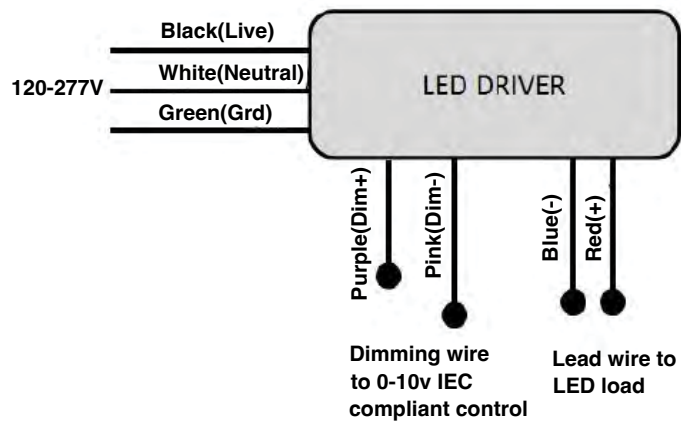 Black(Live)
120-277V
White(Neutral)
Green(Grd)
LED DRIVER
Purple(Dim+)
Pink(Dim-)
Blue(-)
Red(+)
Dimming wire
to 0-10v IEC
compliant control
Lead wire to
LED load